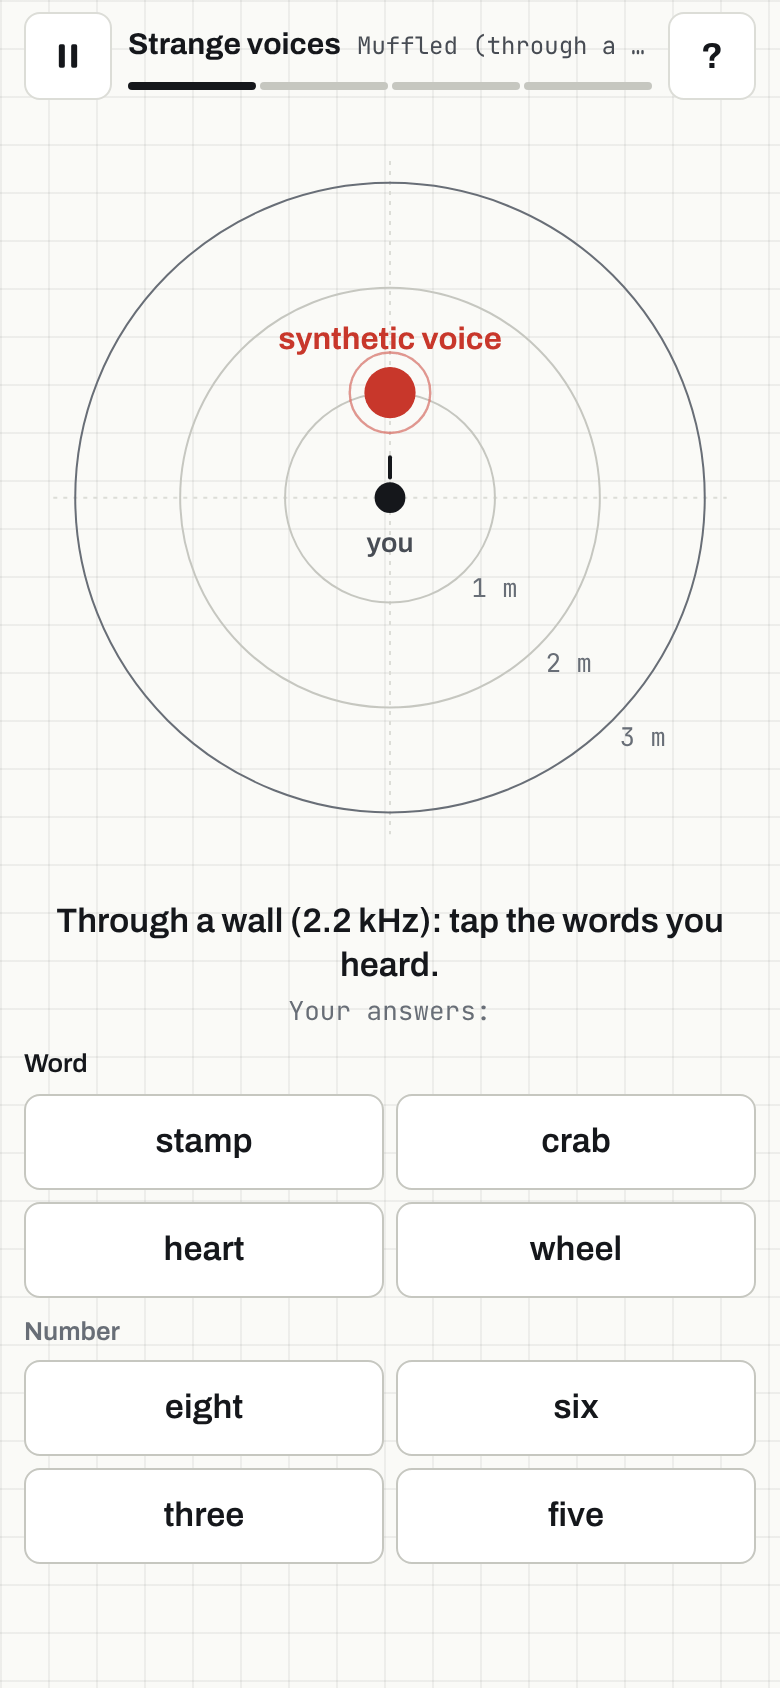 Strange voices Muffled (through a …
?
synthetic voice
you
1 m
2 m
3 m
Through a wall (2.2 kHz): tap the words you
heard.
Your answers:
Word
stamp
crab
heart
wheel
Number
eight
six
three
five